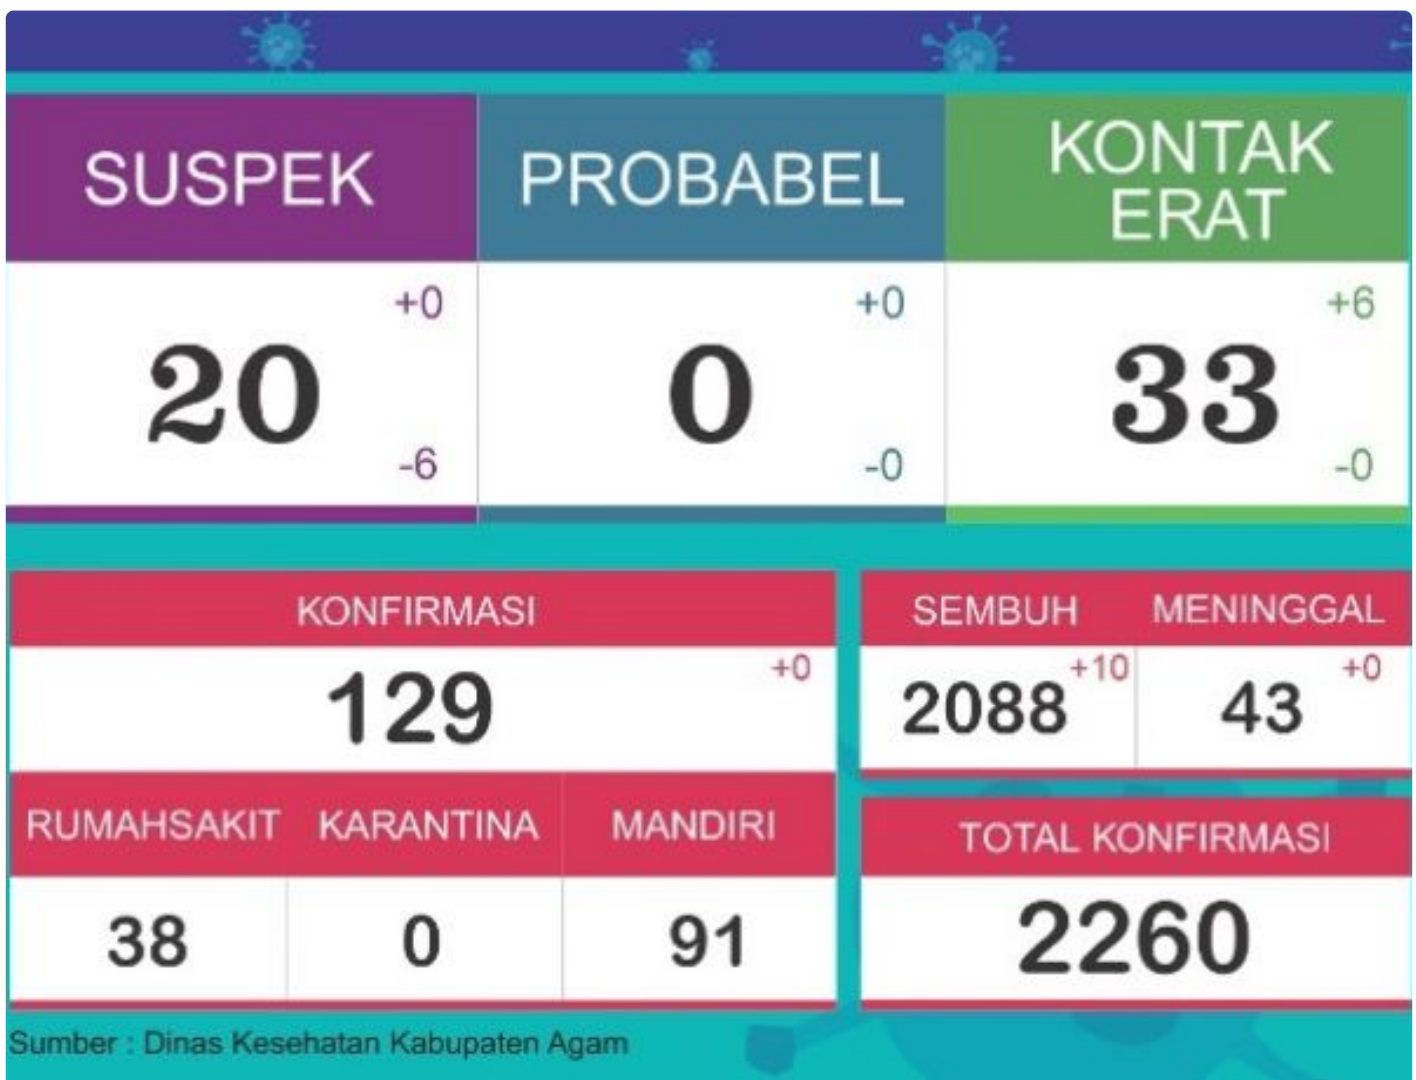 SUSPEK
PROBABEL
KONTAK
ERAT
+0
20
-6
+0
0
-0
+6
33
-0
KONFIRMASI
129 +0
RUMAHSAKIT KARANTINA MANDIRI
38 0 91
SEMBUH MENINGGAL
2088 +10 43 +0
TOTAL KONFIRMASI
2260
Sumber : Dinas Kesehatan Kabupaten Agam